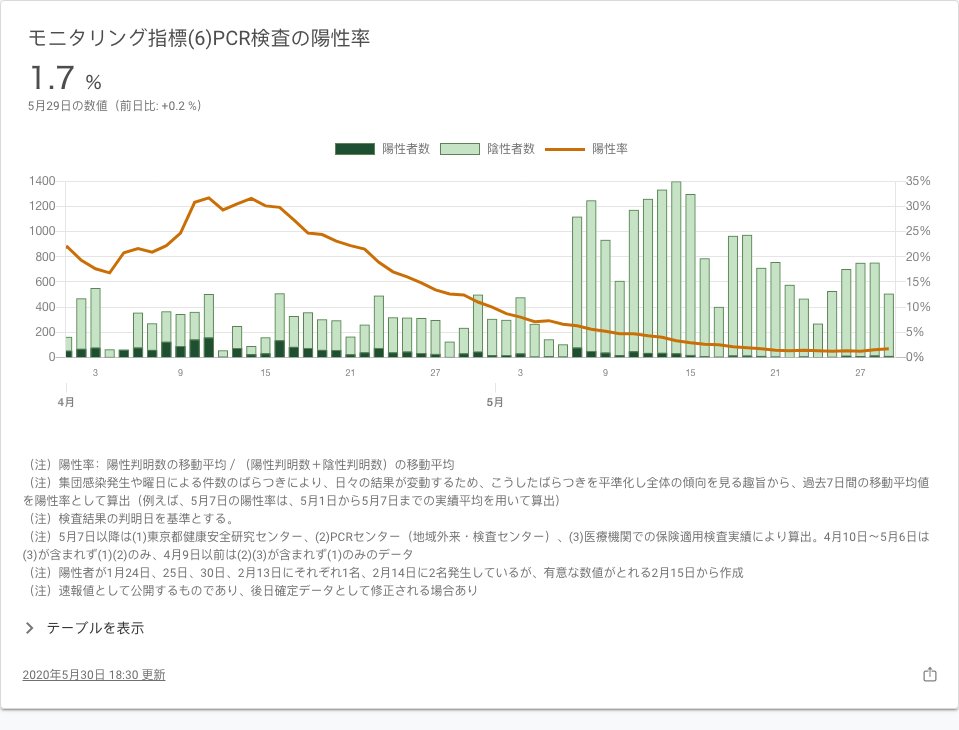 モニタリング指標(6)PCR検査の陽性率
1.7 %
5月29日の数値（前日比: +0.2 %）
陽性者数 陰性者数 陽性率
1400 35%
1200 30%
1000 25%
800 20%
600 15%
400 10%
200 5%
0 0%
3 9 15 21 27 3 9 15 21 27
4月 5月
（注）陽性率：陽性判明数の移動平均 / （陽性判明数＋陰性判明数）の移動平均
（注）集団感染発生や曜日による件数のばらつきにより、日々の結果が変動するため、こうしたばらつきを平準化し全体の傾向を見る趣旨から、過去7日間の移動平均値
を陽性率として算出（例えば、5月7日の陽性率は、5月1日から5月7日までの実績平均を用いて算出）
（注）検査結果の判明日を基準とする。
（注）5月7日以降は(1)東京都健康安全研究センター、(2)PCRセンター（地域外来・検査センター）、(3)医療機関での保険適用検査実績により算出。4月10日～5月6日は
(3)が含まれず(1)(2)のみ、4月9日以前は(2)(3)が含まれず(1)のみのデータ
（注）陽性者が1月24日、25日、30日、2月13日にそれぞれ1名、2月14日に2名発生しているが、有意な数値がとれる2月15日から作成
（注）速報値として公開するものであり、後日確定データとして修正される場合あり
テーブルを表示
2020年5月30日 18:30 更新